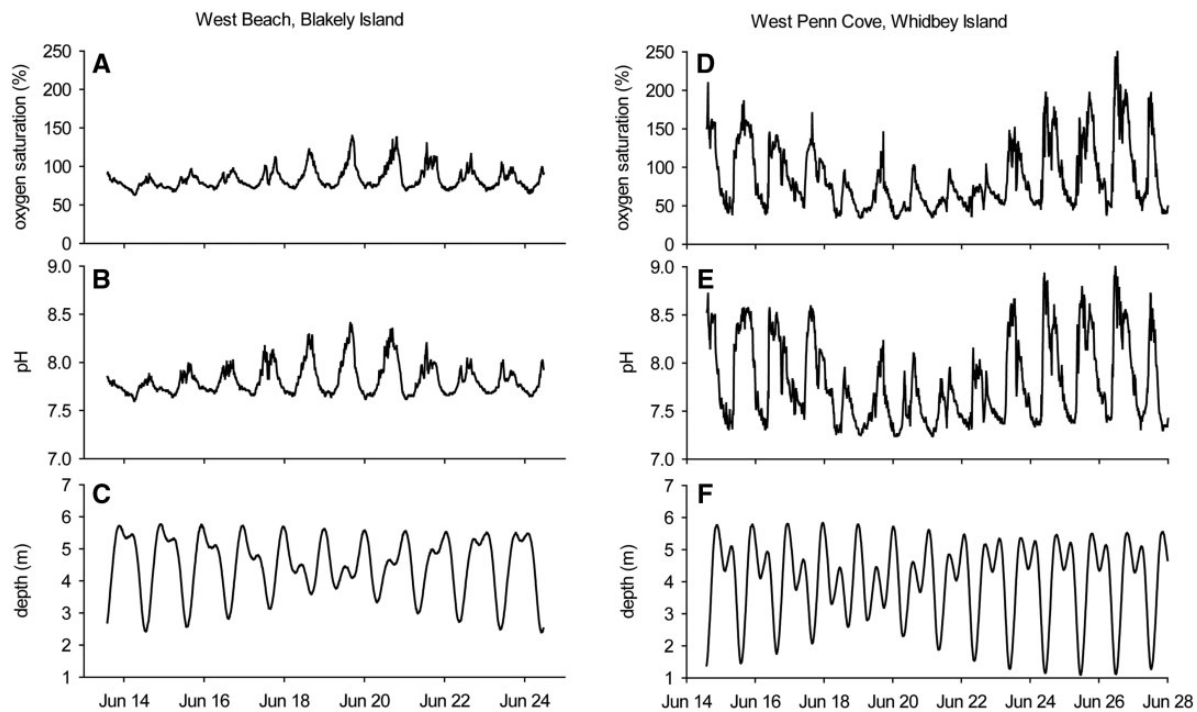 West Beach, Blakely Island
West Penn Cove, Whidbey Island
A
oxygen saturation (%)
250
200
150
100
50
0
D
oxygen saturation (%)
250
200
150
100
50
0
B
pH
9.0
8.5
8.0
7.5
7.0
E
pH
9.0
8.5
8.0
7.5
7.0
C
depth (m)
7
6
5
4
3
2
1
Jun 14 Jun 16 Jun 18 Jun 20 Jun 22 Jun 24
F
depth (m)
7
6
5
4
3
2
1
Jun 14 Jun 16 Jun 18 Jun 20 Jun 22 Jun 24 Jun 26 Jun 28